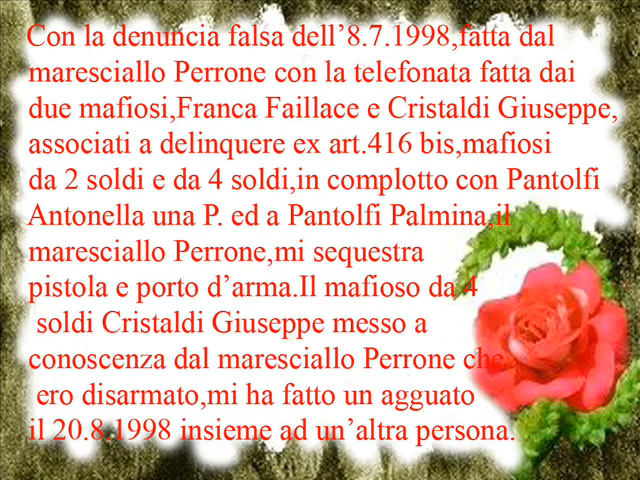 Con la denuncia falsa dell’8.7.1998,fatta dal
maresciallo Perrone con la telefonata fatta dai
due mafiosi,Franca Faillace e Cristaldi Giuseppe,
associati a delinquere ex art.416 bis,mafiosi
da 2 soldi e da 4 soldi,in complotto con Pantolfi
Antonella una P. ed a Pantolfi Palmina,il
maresciallo Perrone,mi sequestra
pistola e porto d’arma.Il mafioso da 4
soldi Cristaldi Giuseppe messo a
conoscenza dal maresciallo Perrone che
ero disarmato,mi ha fatto un agguato
il 20.8.1998 insieme ad un’altra persona.